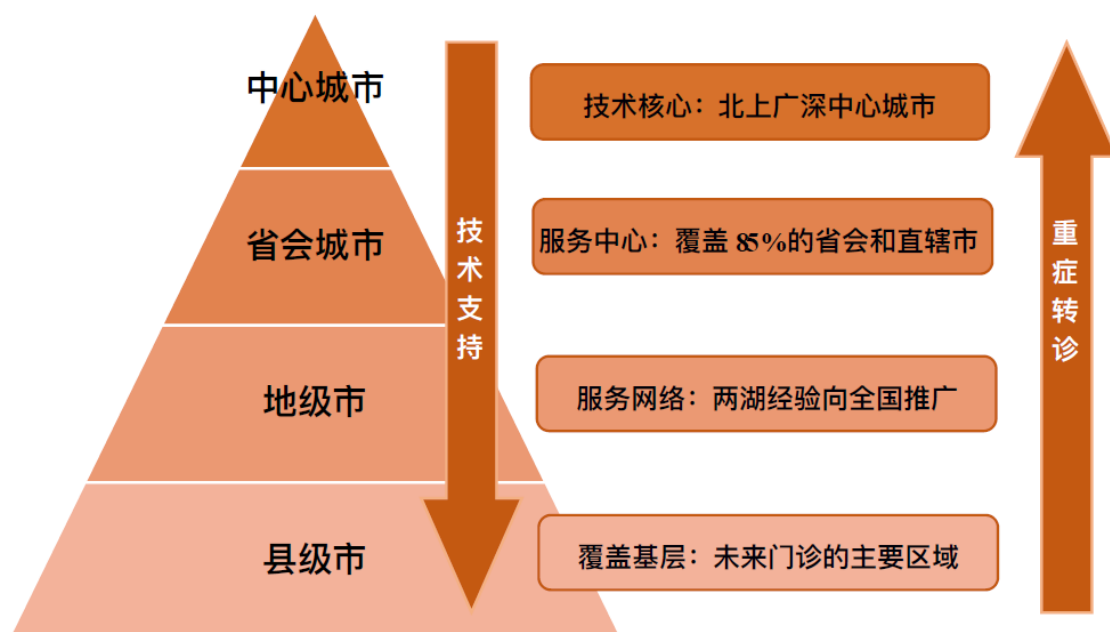 中心城市
技术核心：北上广深中心城市
省会城市
服务中心：覆盖 85%的省会和直辖市
地级市
服务网络：两湖经验向全国推广
县级市
覆盖基层：未来门诊的主要区域
技术支持
重症转诊